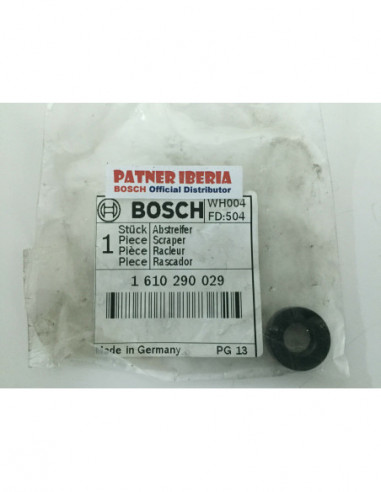 PATNER IBERIA
BOSCH Official Distributor
BOSCH
WH004
FD:504
1
Stück Abstreifer
Piece Scraper
Pièce Racleur
Piece Rascador
1 610 290 029
Made in Germany PG 13